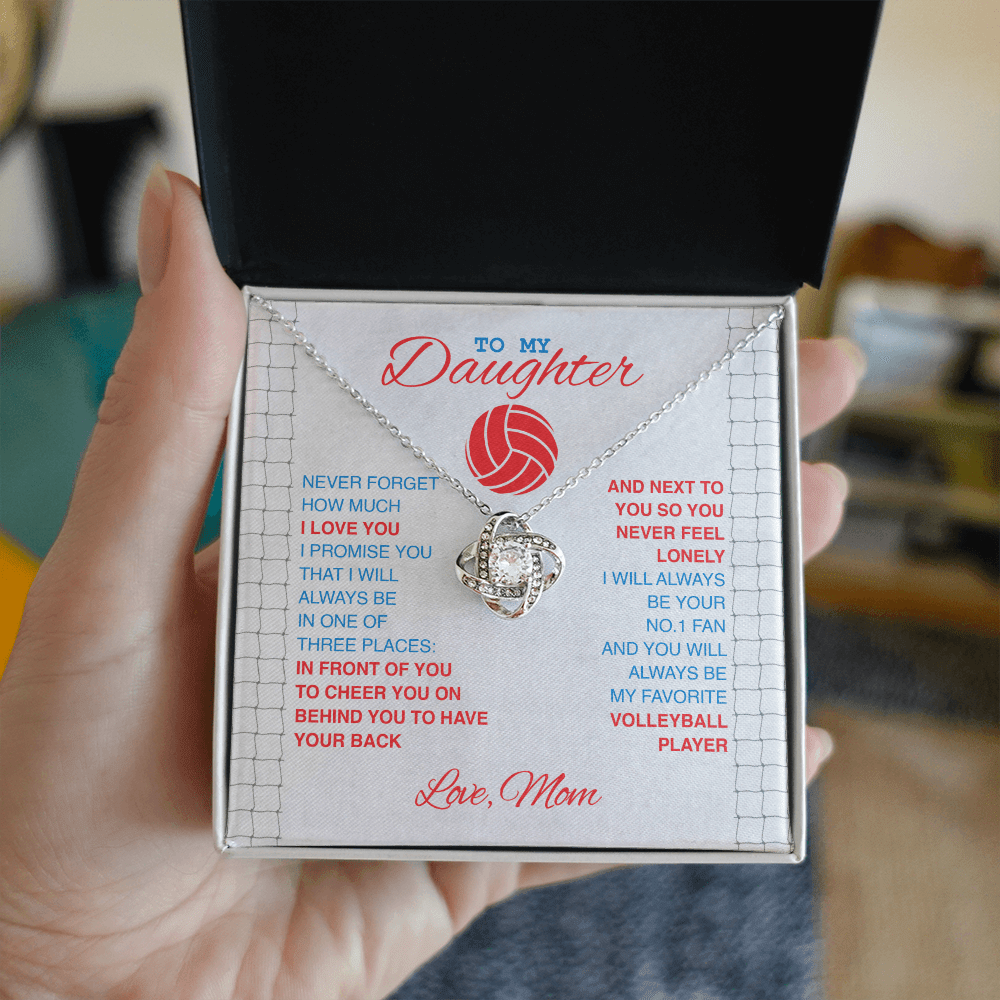 TO MY
Daughter
NEVER FORGET
HOW MUCH
I LOVE YOU
I PROMISE YOU
THAT I WILL
ALWAYS BE
IN ONE OF
THREE PLACES:
IN FRONT OF YOU
TO CHEER YOU ON
BEHIND YOU TO HAVE
YOUR BACK
AND NEXT TO
YOU SO YOU
NEVER FEEL
LONELY
I WILL ALWAYS
BE YOUR
NO.1 FAN
AND YOU WILL
ALWAYS BE
MY FAVORITE
VOLLEYBALL
PLAYER
Love, Mom